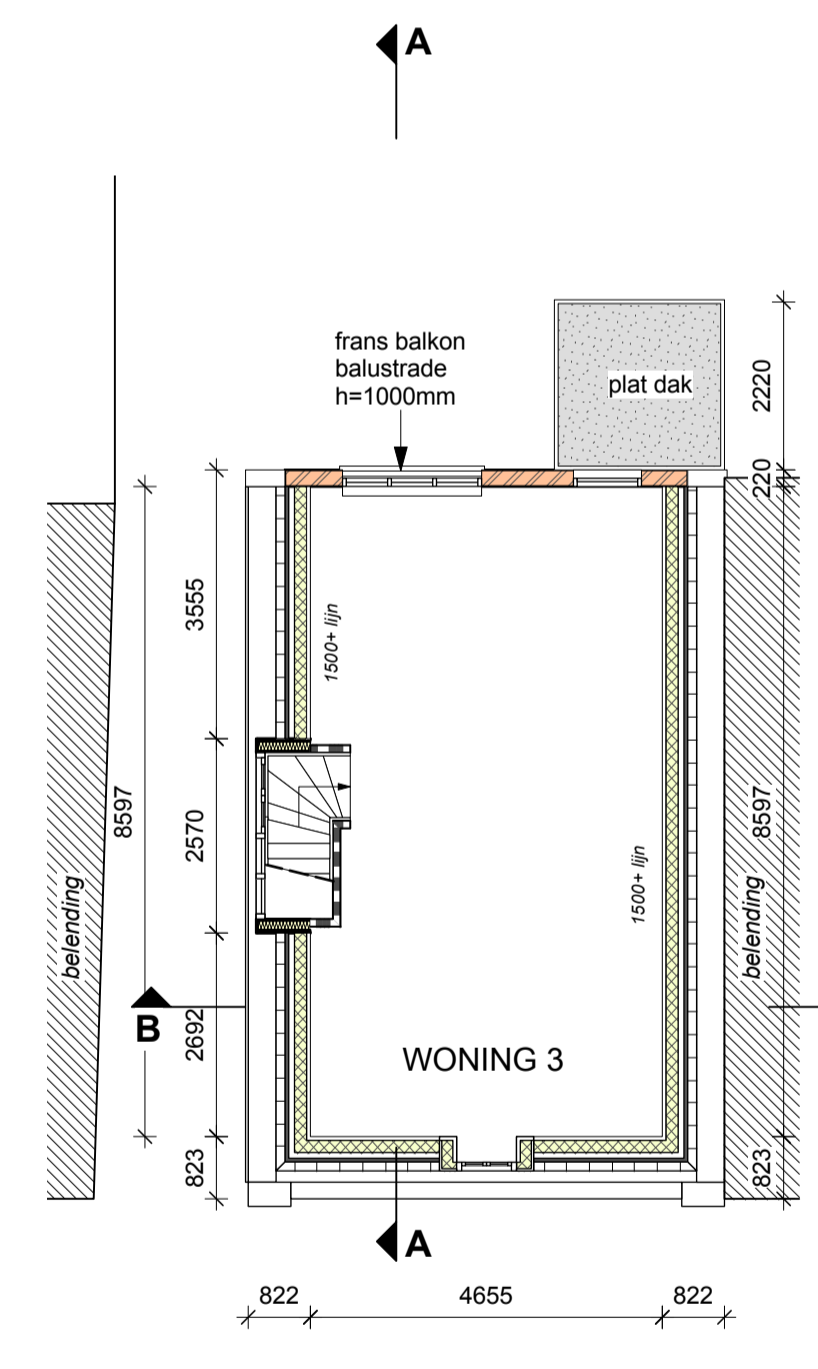 A
frans balkon
balustrade
h=1000mm
plat dak
2220
220
3555
1500+ lijn
8597
2570
8597
1500+ lijn
belending
belending
B
2692
WONING 3
823
823
A
822
4655
822